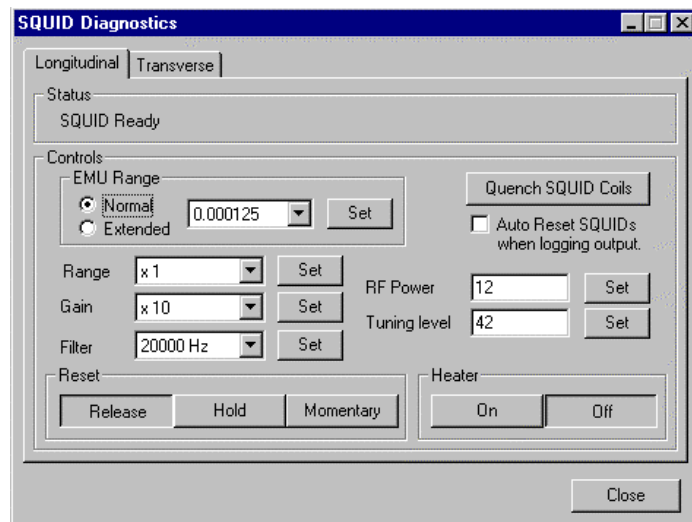 SQUID Diagnostics
Longitudinal
Transverse
Status
SQUID Ready
Controls
EMU Range
Normal
Extended
0.000125
Set
Quench SQUID Coils
Auto Reset SQUIDs
when logging output.
Range
x 1
Set
Gain
x 10
Set
Filter
20000 Hz
Set
RF Power
12
Set
Tuning level
42
Set
Reset
Release
Hold
Momentary
Heater
On
Off
Close